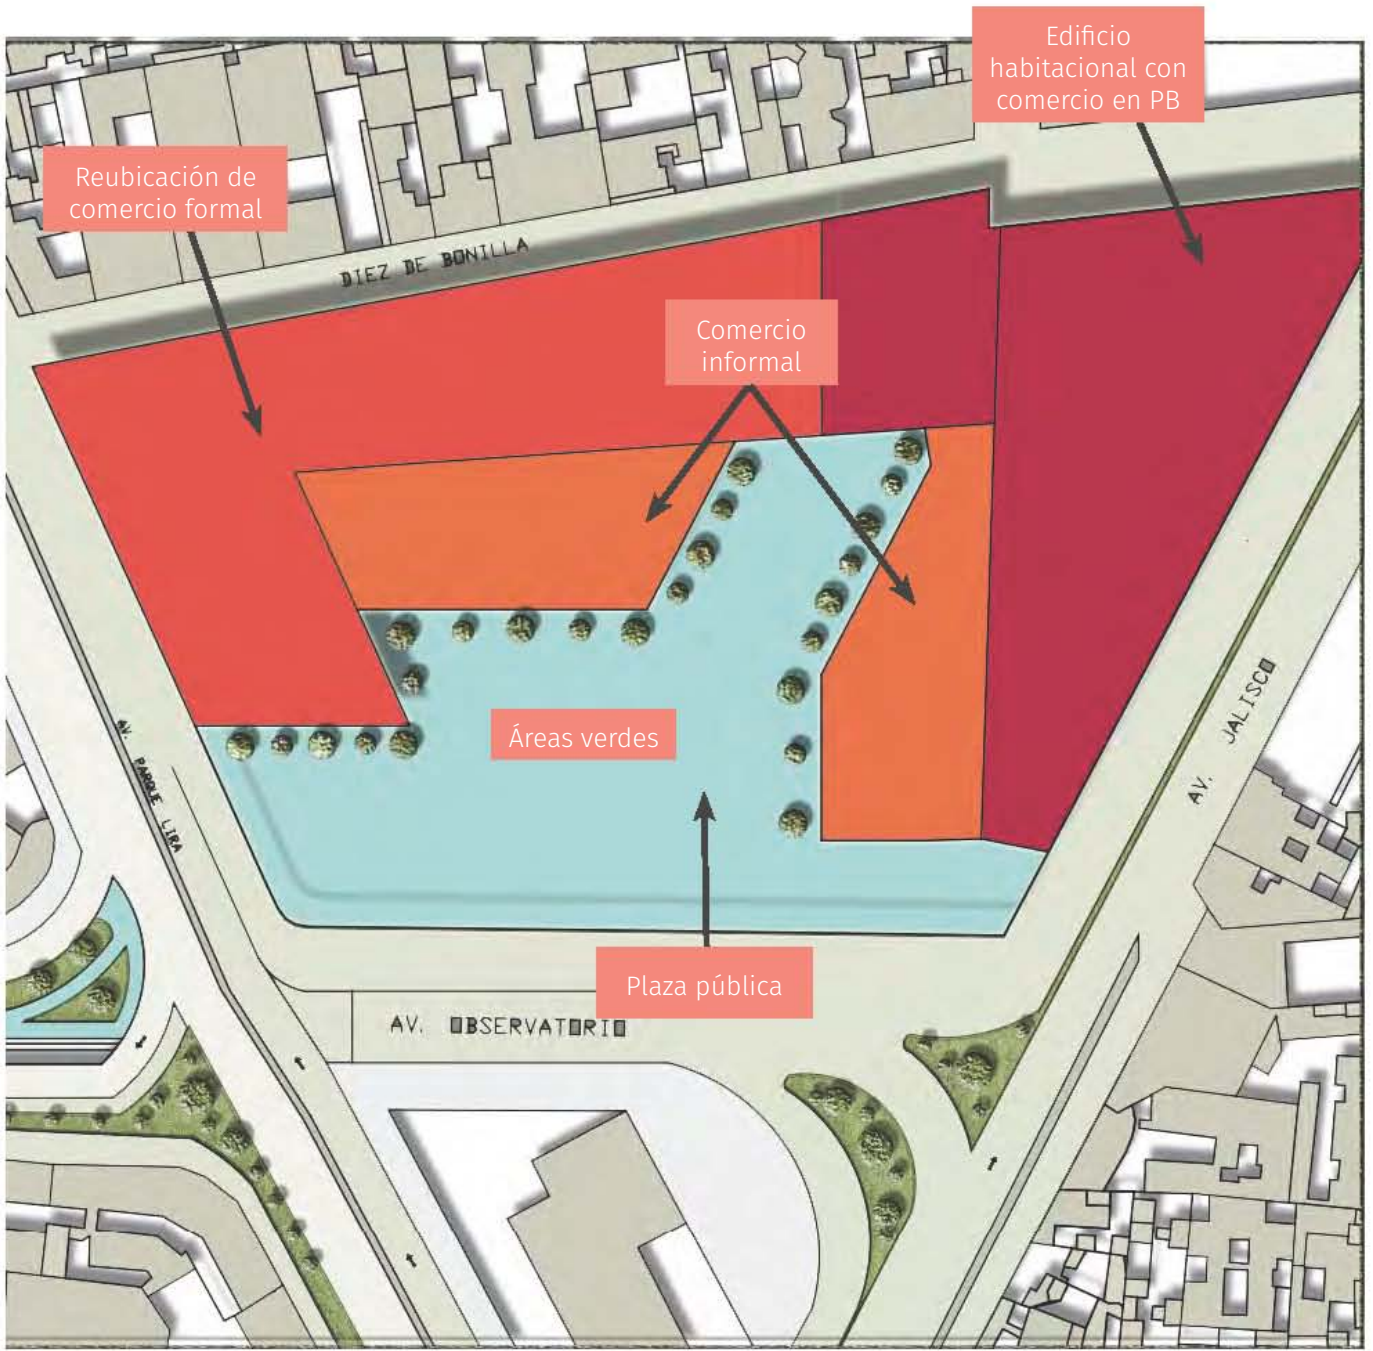 Edificio
habitacional con
comercio en PB
Reubicación de
comercio formal
DIEZ DE BONILLA
Comercio
informal
AV. JALISCO
Áreas verdes
AV. PARQUE LIRA
Plaza pública
AV. OBSERVATORIO